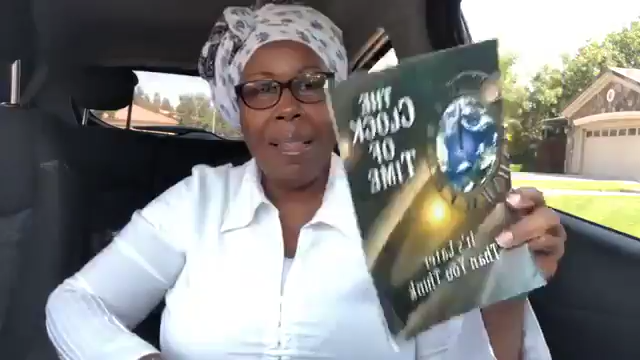 THE
CLOCK
OF
TIME
It's Later
Than You Think